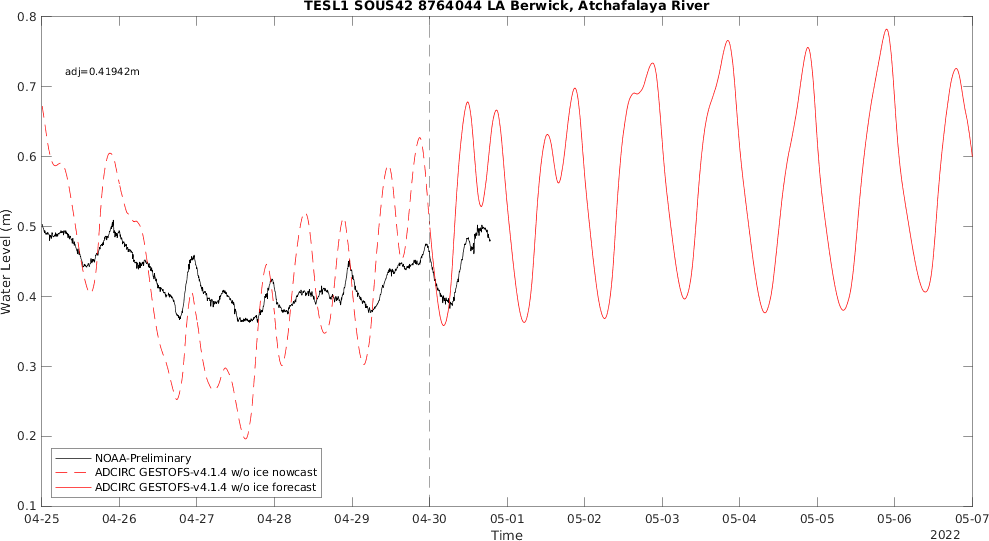 TESL1 SOUS42 8764044 LA Berwick, Atchafalaya River
adj=0.41942m
0.8
0.7
0.6
0.5
0.4
0.3
0.2
0.1
Water Level (m)
NOAA-Preliminary
ADCIRC GESTOFS-v4.1.4 w/o ice nowcast
ADCIRC GESTOFS-v4.1.4 w/o ice forecast
04-25 04-26 04-27 04-28 04-29 04-30 05-01 05-02 05-03 05-04 05-05 05-06 05-07
Time
2022